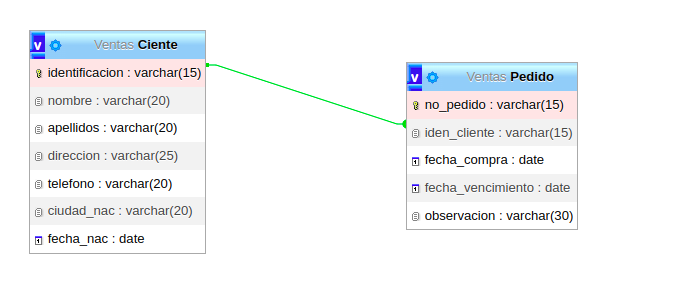 v Ventas Ciente
identificacion : varchar(15)
nombre : varchar(20)
apellidos : varchar(20)
direccion : varchar(25)
telefono : varchar(20)
ciudad_nac : varchar(20)
fecha_nac : date
v Ventas Pedido
no_pedido : varchar(15)
iden_cliente : varchar(15)
fecha_compra : date
fecha_vencimiento : date
observacion : varchar(30)